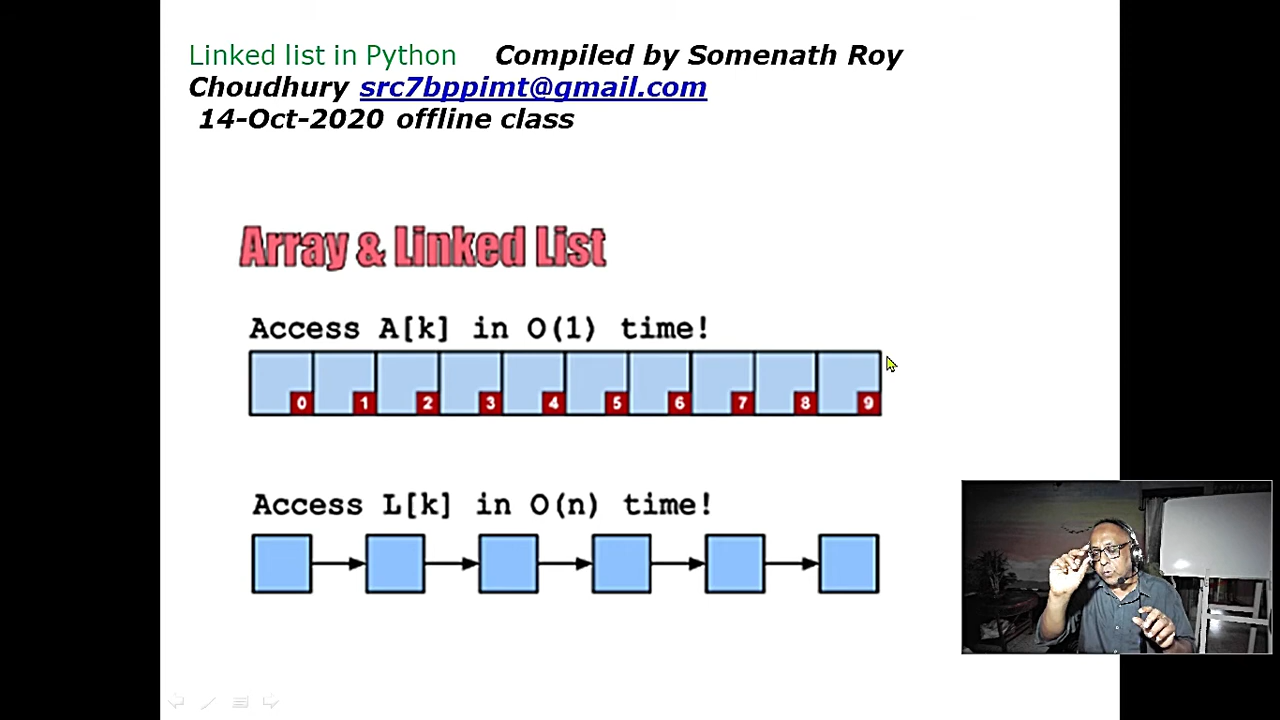 Linked list in Python Compiled by Somenath Roy
Choudhury src7bppimt@gmail.com
14-Oct-2020 offline class
Array & Linked List
Access A[k] in O(1) time!
0 1 2 3 4 5 6 7 8 9
Access L[k] in O(n) time!